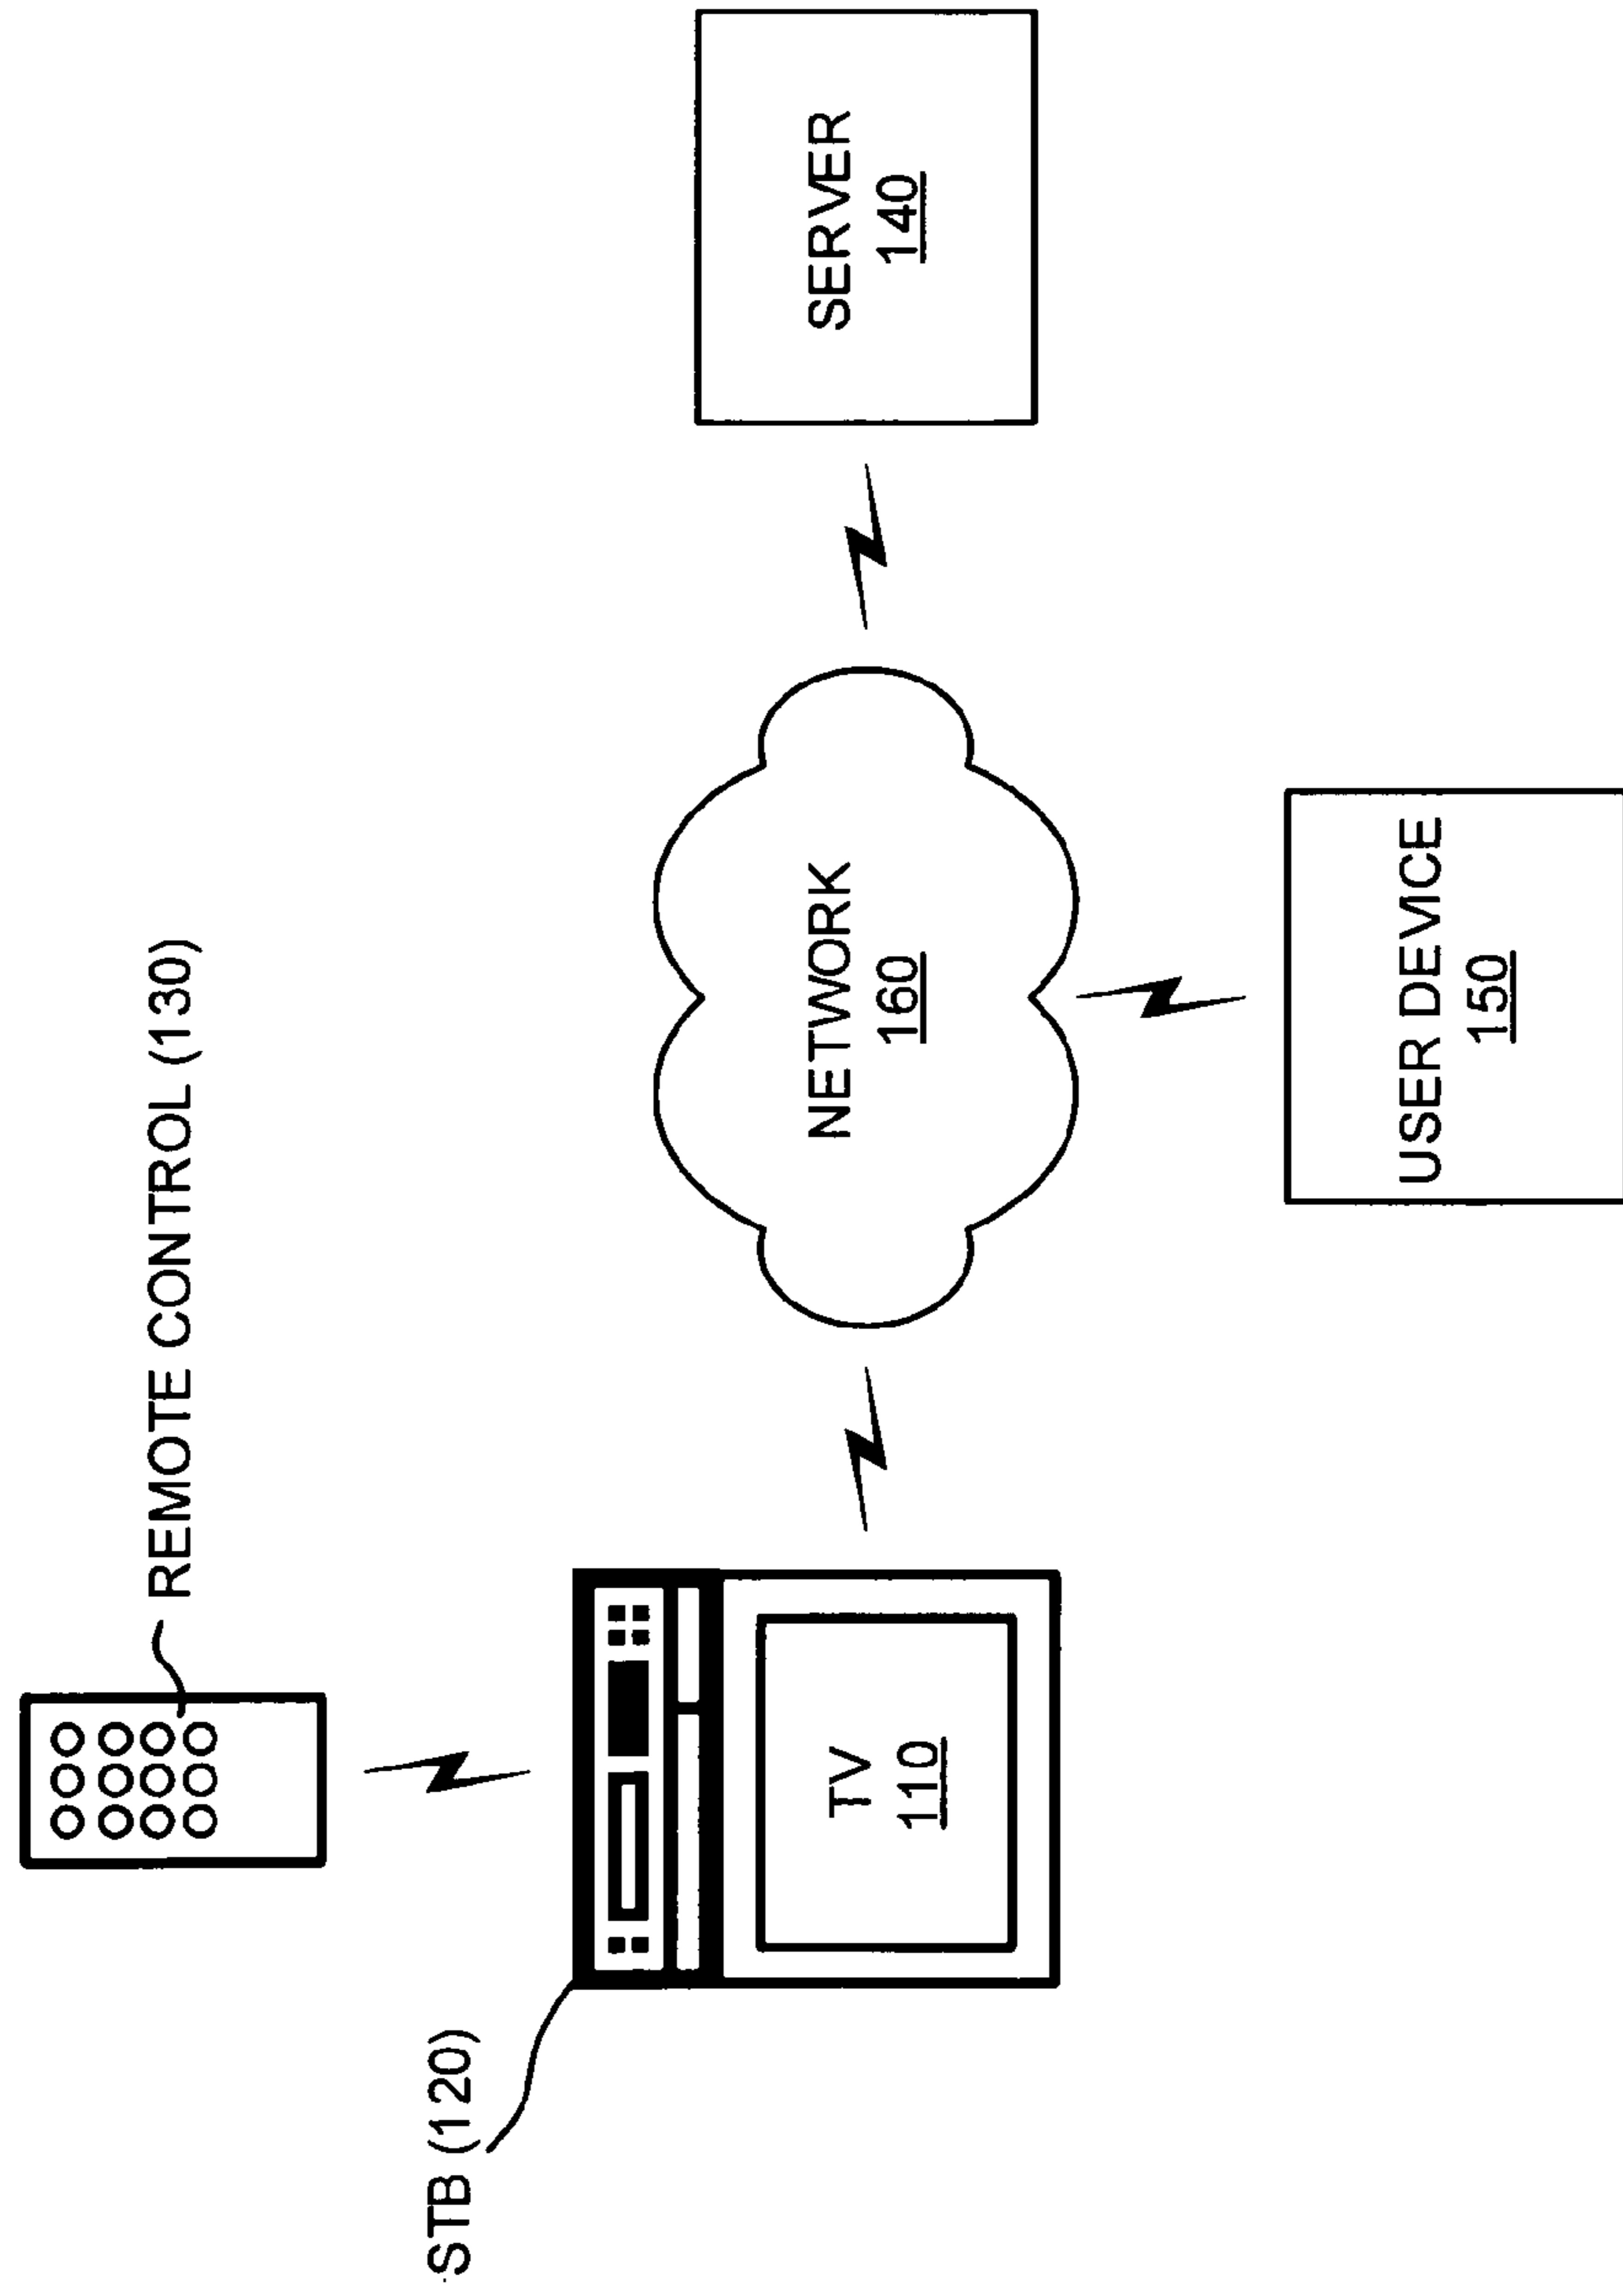 REMOTE CONTROL (130)
STB (120)
TV
110
NETWORK
160
SERVER
140
USER DEVICE
150